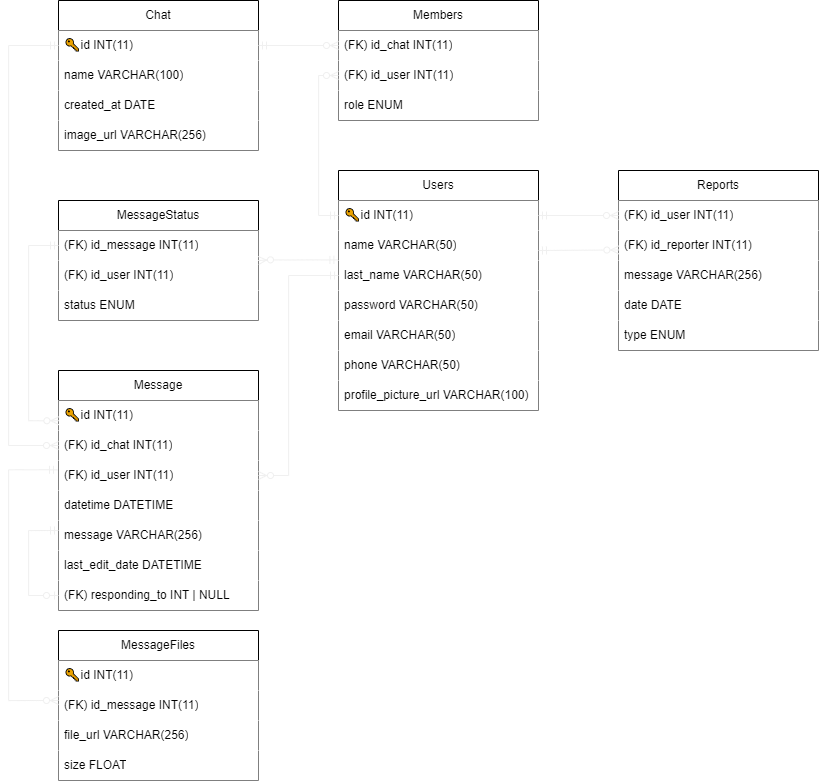 Chat
id INT(11)
name VARCHAR(100)
created_at DATE
image_url VARCHAR(256)
Members
(FK) id_chat INT(11)
(FK) id_user INT(11)
role ENUM
MessageStatus
(FK) id_message INT(11)
(FK) id_user INT(11)
status ENUM
Users
id INT(11)
name VARCHAR(50)
last_name VARCHAR(50)
password VARCHAR(50)
email VARCHAR(50)
phone VARCHAR(50)
profile_picture_url VARCHAR(100)
Reports
(FK) id_user INT(11)
(FK) id_reporter INT(11)
message VARCHAR(256)
date DATE
type ENUM
Message
id INT(11)
(FK) id_chat INT(11)
(FK) id_user INT(11)
datetime DATETIME
message VARCHAR(256)
last_edit_date DATETIME
(FK) responding_to INT | NULL
MessageFiles
id INT(11)
(FK) id_message INT(11)
file_url VARCHAR(256)
size FLOAT